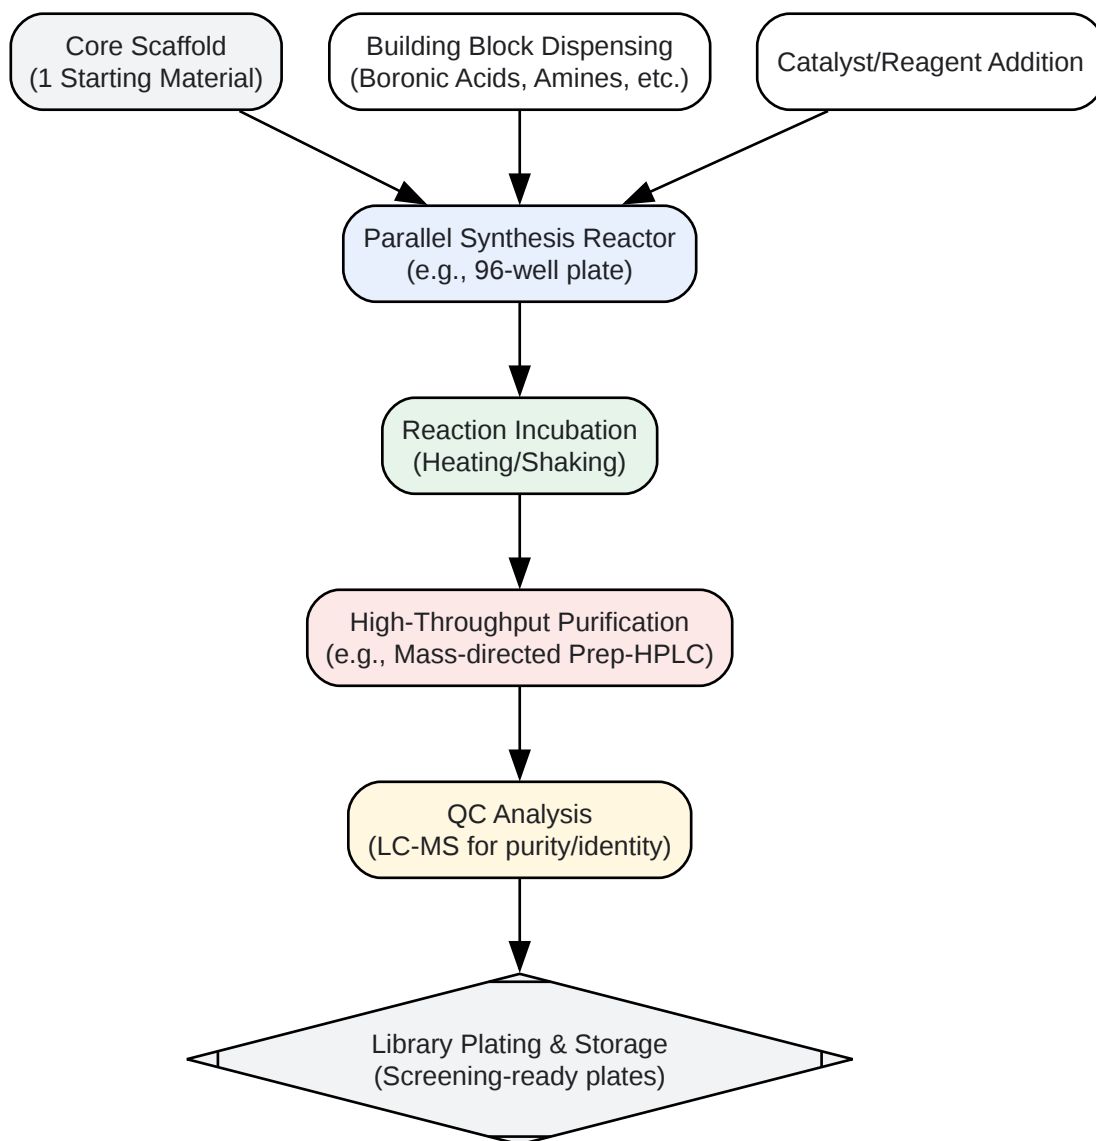 Core Scaffold
(1 Starting Material)
Building Block Dispensing
(Boronic Acids, Amines, etc.)
Catalyst/Reagent Addition
Parallel Synthesis Reactor
(e.g., 96-well plate)
Reaction Incubation
(Heating/Shaking)
High-Throughput Purification
(e.g., Mass-directed Prep-HPLC)
QC Analysis
(LC-MS for purity/identity)
Library Plating & Storage
(Screening-ready plates)